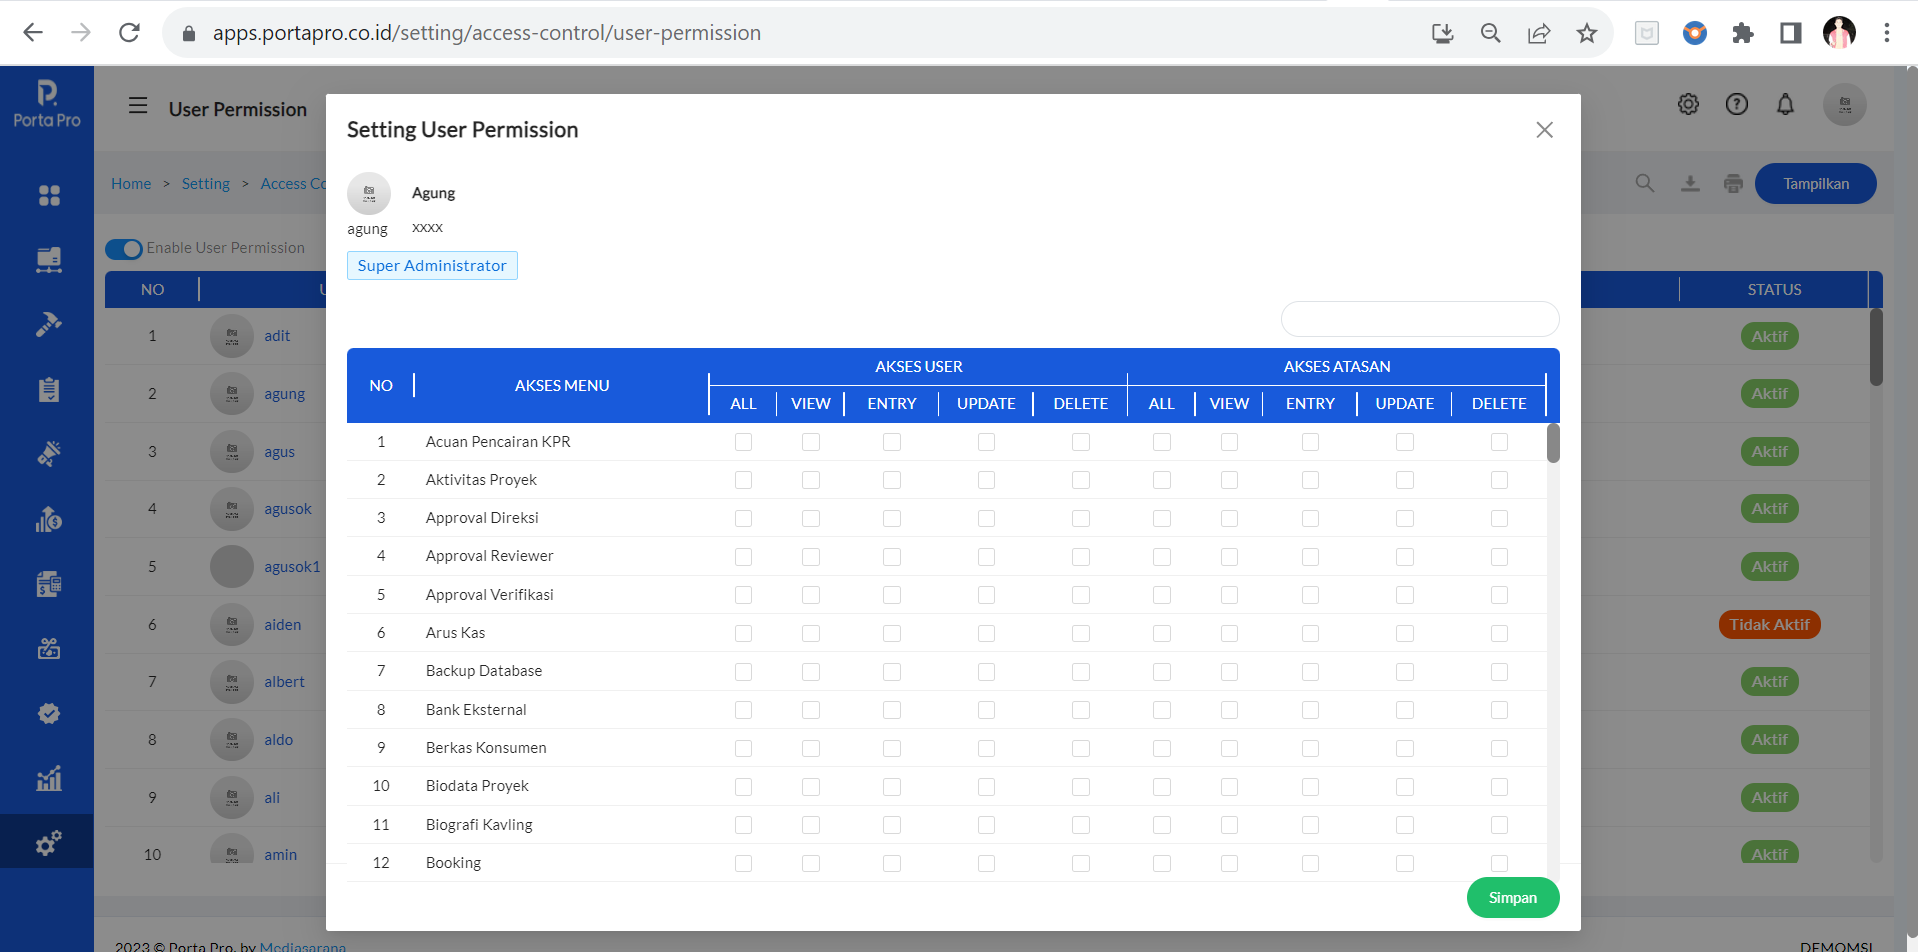 apps.portapro.co.id/setting/access-control/user-permission
Porta Pro
User Permission
Home > Setting > Access Co
Tampilkan
Enable User Permission
NO U STATUS
1 adit Aktif
2 agung Aktif
3 agus Aktif
4 agusok Aktif
5 agusok1 Aktif
6 aiden Tidak Aktif
7 albert Aktif
8 aldo Aktif
9 ali Aktif
10 amin Aktif
2023 © Porta Pro. by Mediasarana
DEMOMSI
Setting User Permission
Agung
agung xxxx
Super Administrator
NO AKSES MENU AKSES USER AKSES ATASAN
ALL VIEW ENTRY UPDATE DELETE ALL VIEW ENTRY UPDATE DELETE
1 Acuan Pencairan KPR
2 Aktivitas Proyek
3 Approval Direksi
4 Approval Reviewer
5 Approval Verifikasi
6 Arus Kas
7 Backup Database
8 Bank Eksternal
9 Berkas Konsumen
10 Biodata Proyek
11 Biografi Kavling
12 Booking
Simpan